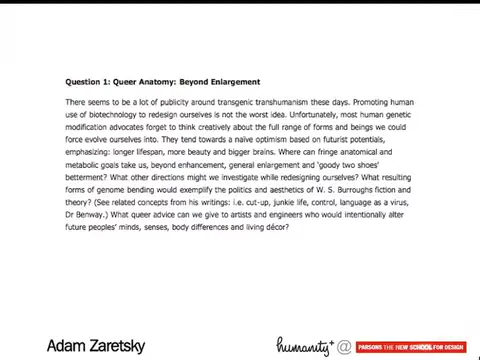 Question 1: Queer Anatomy: Beyond Enlargement
There seems to be a lot of publicity around transgenic transhumanism these days. Promoting human
use of biotechnology to redesign ourselves is not the worst idea. Unfortunately, most human genetic
modification advocates forget to think creatively about the full range of forms and beings we could
force evolve ourselves into. They tend towards a naïve optimism based on futurist potentials,
emphasizing: longer lifespan, more beauty and bigger brains. Where can fringe anatomical and
metabolic goals take us, beyond enhancement, general enlargement and 'goody two shoes'
betterment? What other directions might we investigate while redesigning ourselves? What resulting
forms of genome bending would exemplify the politics and aesthetics of W. S. Burroughs fiction and
theory? (See related concepts from his writings: i.e. cut-up, junkie life, control, language as a virus,
Dr Benway.) What queer advice can we give to artists and engineers who would intentionally alter
future peoples' minds, senses, body differences and living décor?
Adam Zaretsky
humanity+ @ PARSONS THE NEW SCHOOL FOR DESIGN